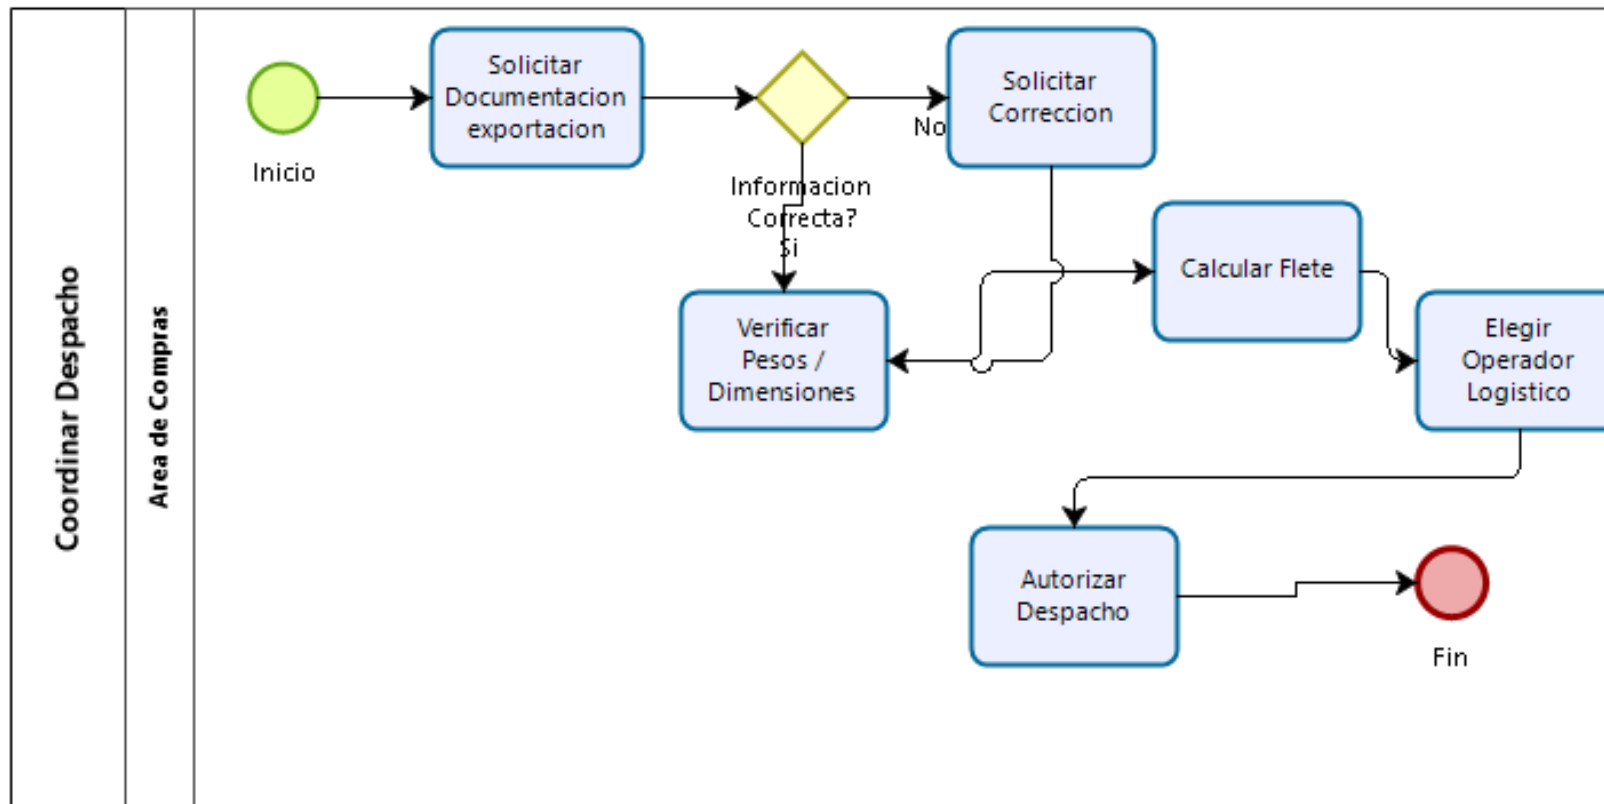 Coordinar Despacho
Area de Compras
Inicio
Solicitar
Documentacion
exportacion
Informacion
Correcta?
Si
No
Solicitar
Correccion
Verificar
Pesos /
Dimensiones
Calcular Flete
Elegir
Operador
Logistico
Autorizar
Despacho
Fin